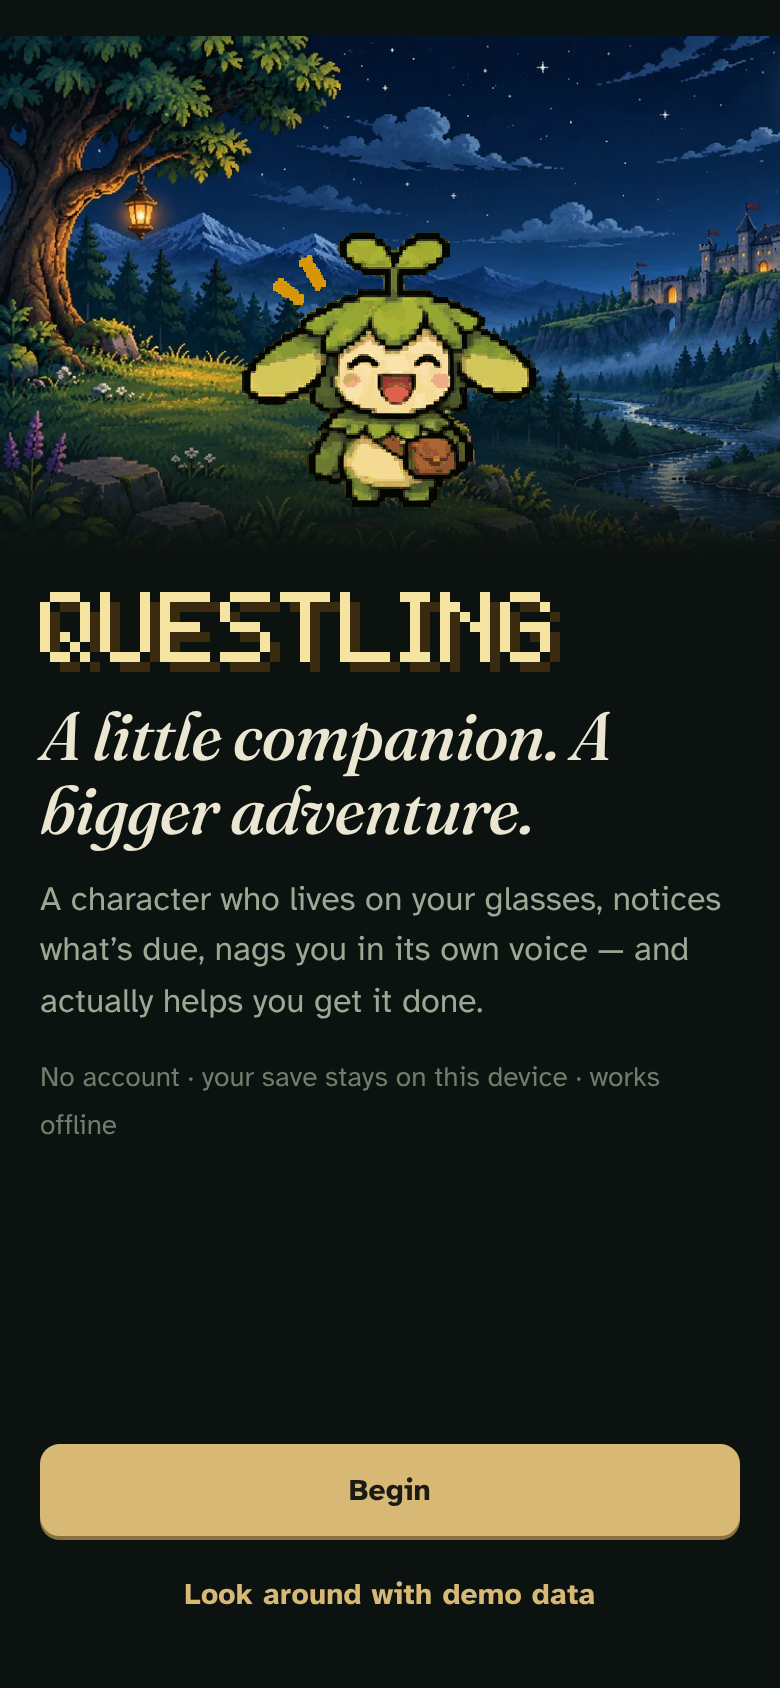 QUESTLING
A little companion. A
bigger adventure.
A character who lives on your glasses, notices
what’s due, nags you in its own voice — and
actually helps you get it done.
No account · your save stays on this device · works
offline
Begin
Look around with demo data